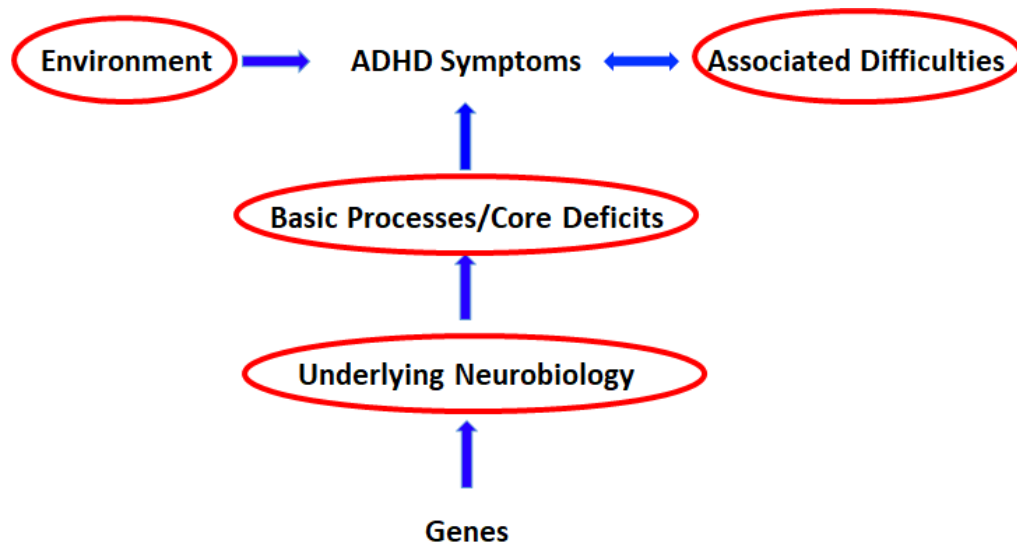 Environment
ADHD Symptoms
Associated Difficulties
Basic Processes/Core Deficits
Underlying Neurobiology
Genes